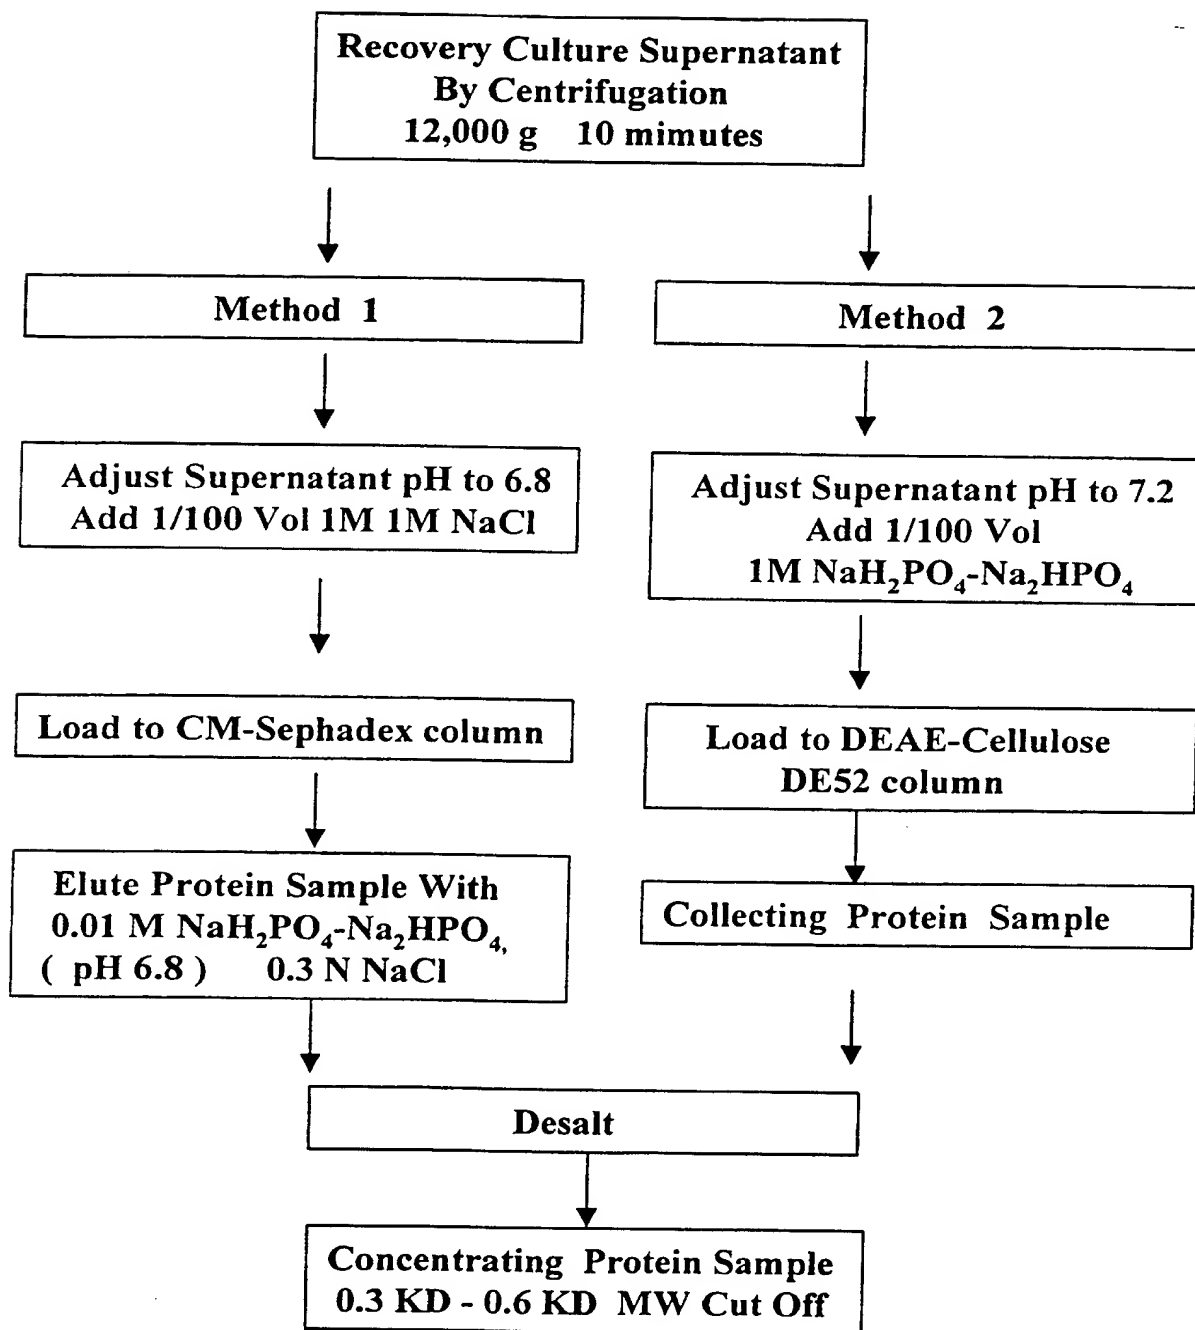 Recovery Culture Supernatant
By Centrifugation
12,000 g 10 mimutes
Method 1
Method 2
Adjust Supernatant pH to 6.8
Add 1/100 Vol 1M 1M NaCl
Adjust Supernatant pH to 7.2
Add 1/100 Vol
1M NaH₂PO₄-Na₂HPO₄
Load to CM-Sephadex column
Load to DEAE-Cellulose
DE52 column
Elute Protein Sample With
0.01 M NaH₂PO₄-Na₂HPO₄,
( pH 6.8 ) 0.3 N NaCl
Collecting Protein Sample
Desalt
Concentrating Protein Sample
0.3 KD - 0.6 KD MW Cut Off